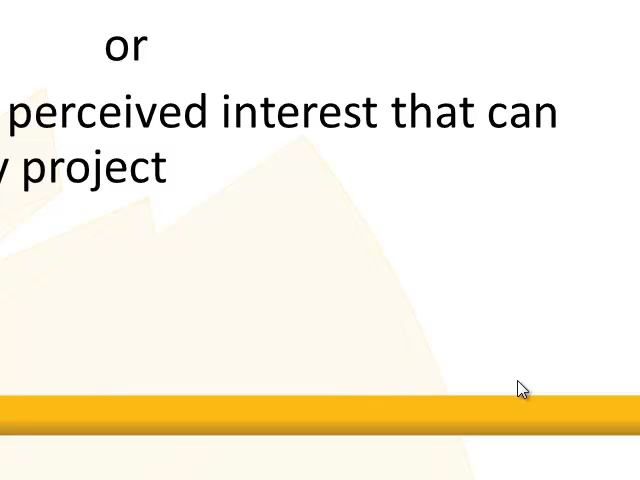 or
perceived interest that can
y project